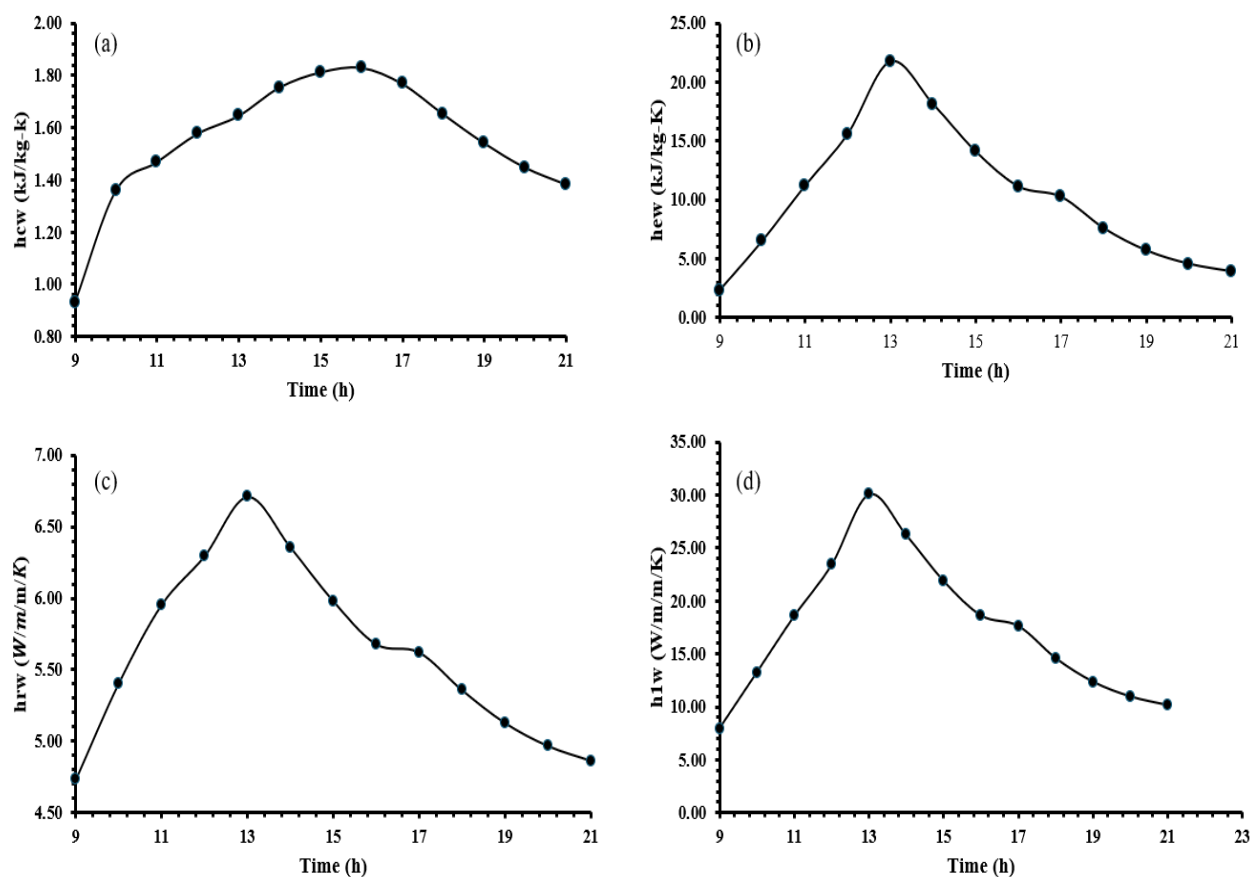 (a)
hcw (kJ/kg-k)
2.00
1.80
1.60
1.40
1.20
1.00
0.80
9 11 13 15 17 19 21
Time (h)
(b)
hew (kJ/kg-K)
25.00
20.00
15.00
10.00
5.00
0.00
9 11 13 15 17 19 21
Time (h)
(c)
hrw (W/m/m/K)
7.00
6.50
6.00
5.50
5.00
4.50
9 11 13 15 17 19 21
Time (h)
(d)
h1w (W/m/m/K)
35.00
30.00
25.00
20.00
15.00
10.00
5.00
0.00
9 11 13 15 17 19 21 23
Time (h)